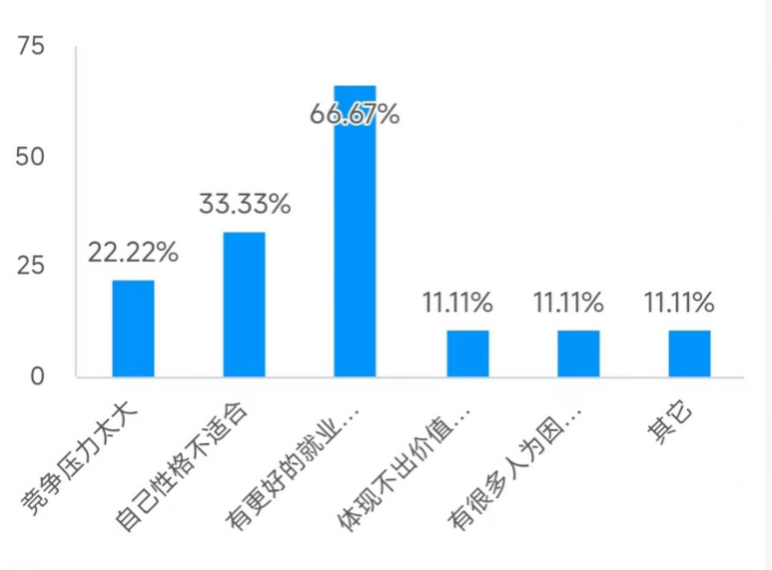 75
66.67%
50
33.33%
22.22%
25
11.11%
11.11%
11.11%
0
竞争压力太大
自己性格不适合
有更好的就业...
体现不出价值...
有很多人为因...
其它